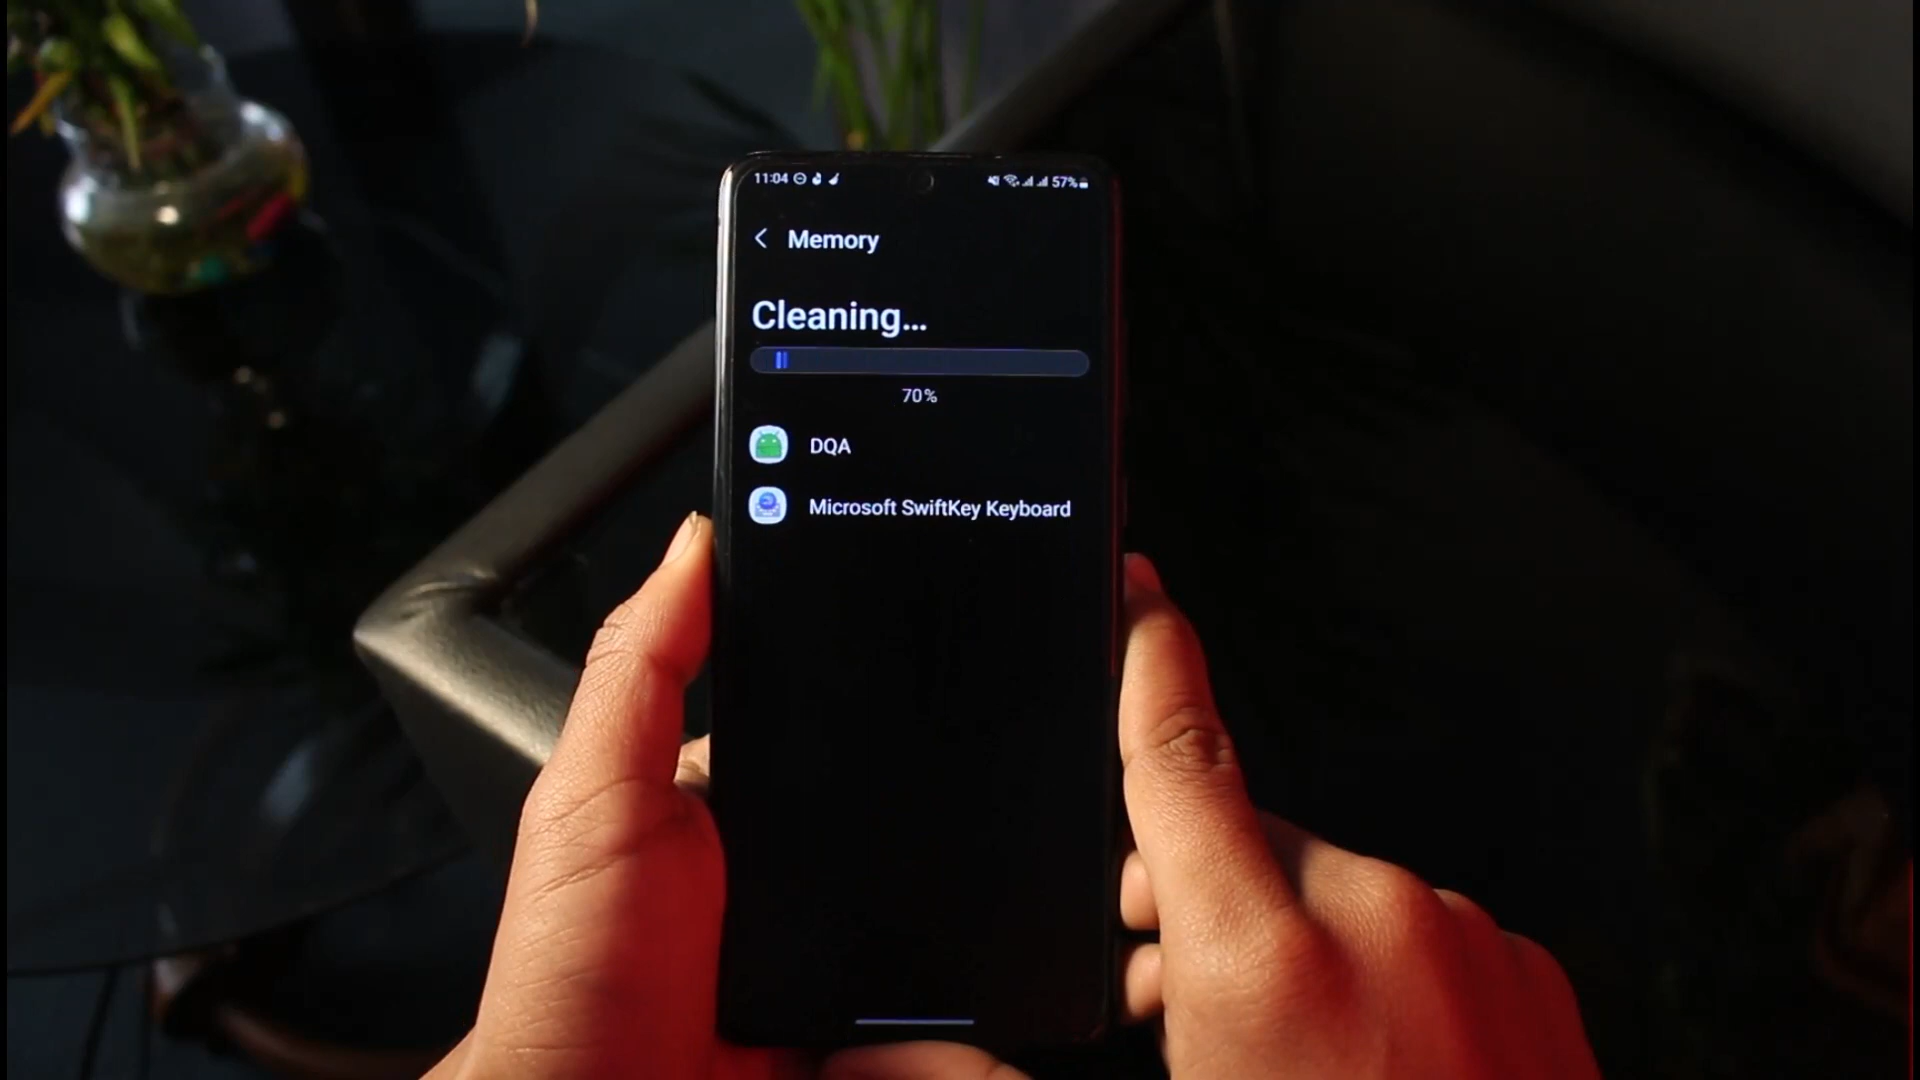 11:04 57%
Memory
Cleaning...
70%
DQA
Microsoft SwiftKey Keyboard